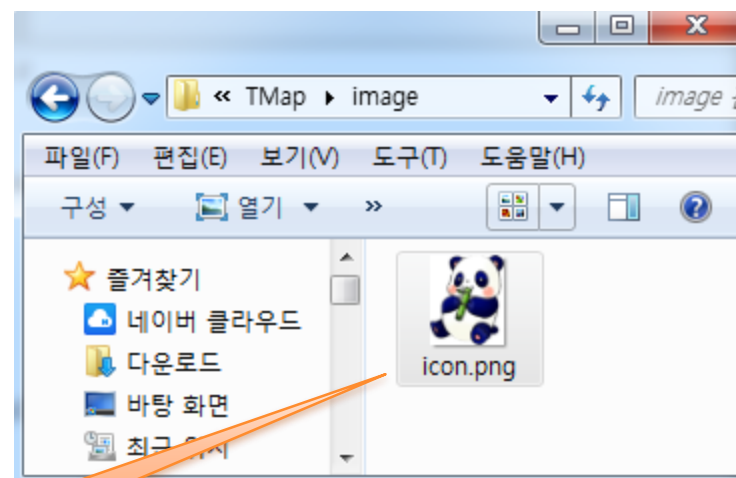 « TMap ▸ image
image
파일(F) 편집(E) 보기(V) 도구(T) 도움말(H)
구성 열기 »
즐겨찾기
네이버 클라우드
다운로드
바탕 화면
최근
icon.png